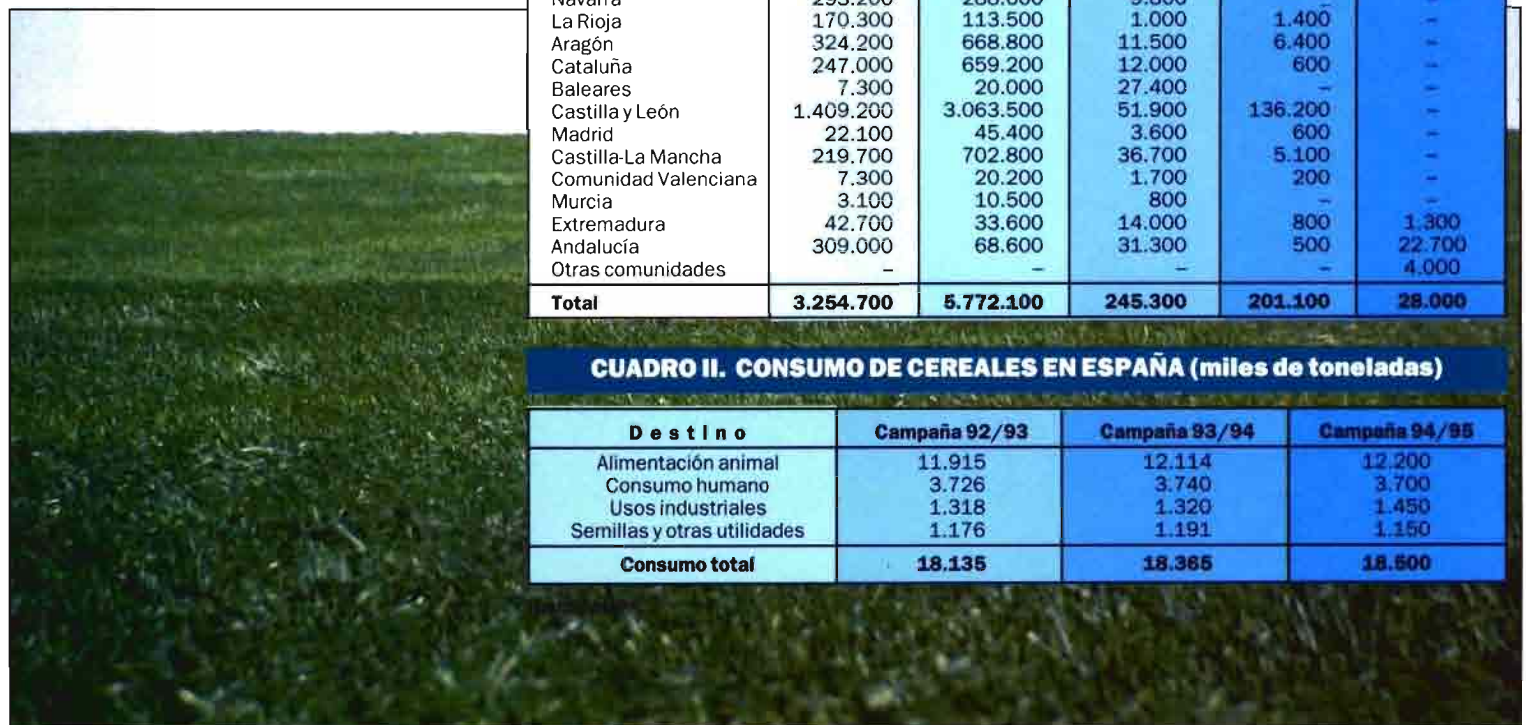 Navarra 293.200 288.600 9.800 – –
La Rioja 170.300 113.500 1.000 1.400 –
Aragón 324.200 668.800 11.500 6.400 –
Cataluña 247.000 659.200 12.000 600 –
Baleares 7.300 20.000 27.400 – –
Castilla y León 1.409.200 3.063.500 51.900 136.200 –
Madrid 22.100 45.400 3.600 600 –
Castilla-La Mancha 219.700 702.800 36.700 5.100 –
Comunidad Valenciana 7.300 20.200 1.700 200 –
Murcia 3.100 10.500 800 – –
Extremadura 42.700 33.600 14.000 800 1.300
Andalucía 309.000 68.600 31.300 500 22.700
Otras comunidades – – – – 4.000
Total 3.254.700 5.772.100 245.300 201.100 28.000
CUADRO II. CONSUMO DE CEREALES EN ESPAÑA (miles de toneladas)
Destino Campaña 92/93 Campaña 93/94 Campaña 94/95
Alimentación animal 11.915 12.114 12.200
Consumo humano 3.726 3.740 3.700
Usos industriales 1.318 1.320 1.450
Semillas y otras utilidades 1.176 1.191 1.150
Consumo total 18.135 18.365 18.500